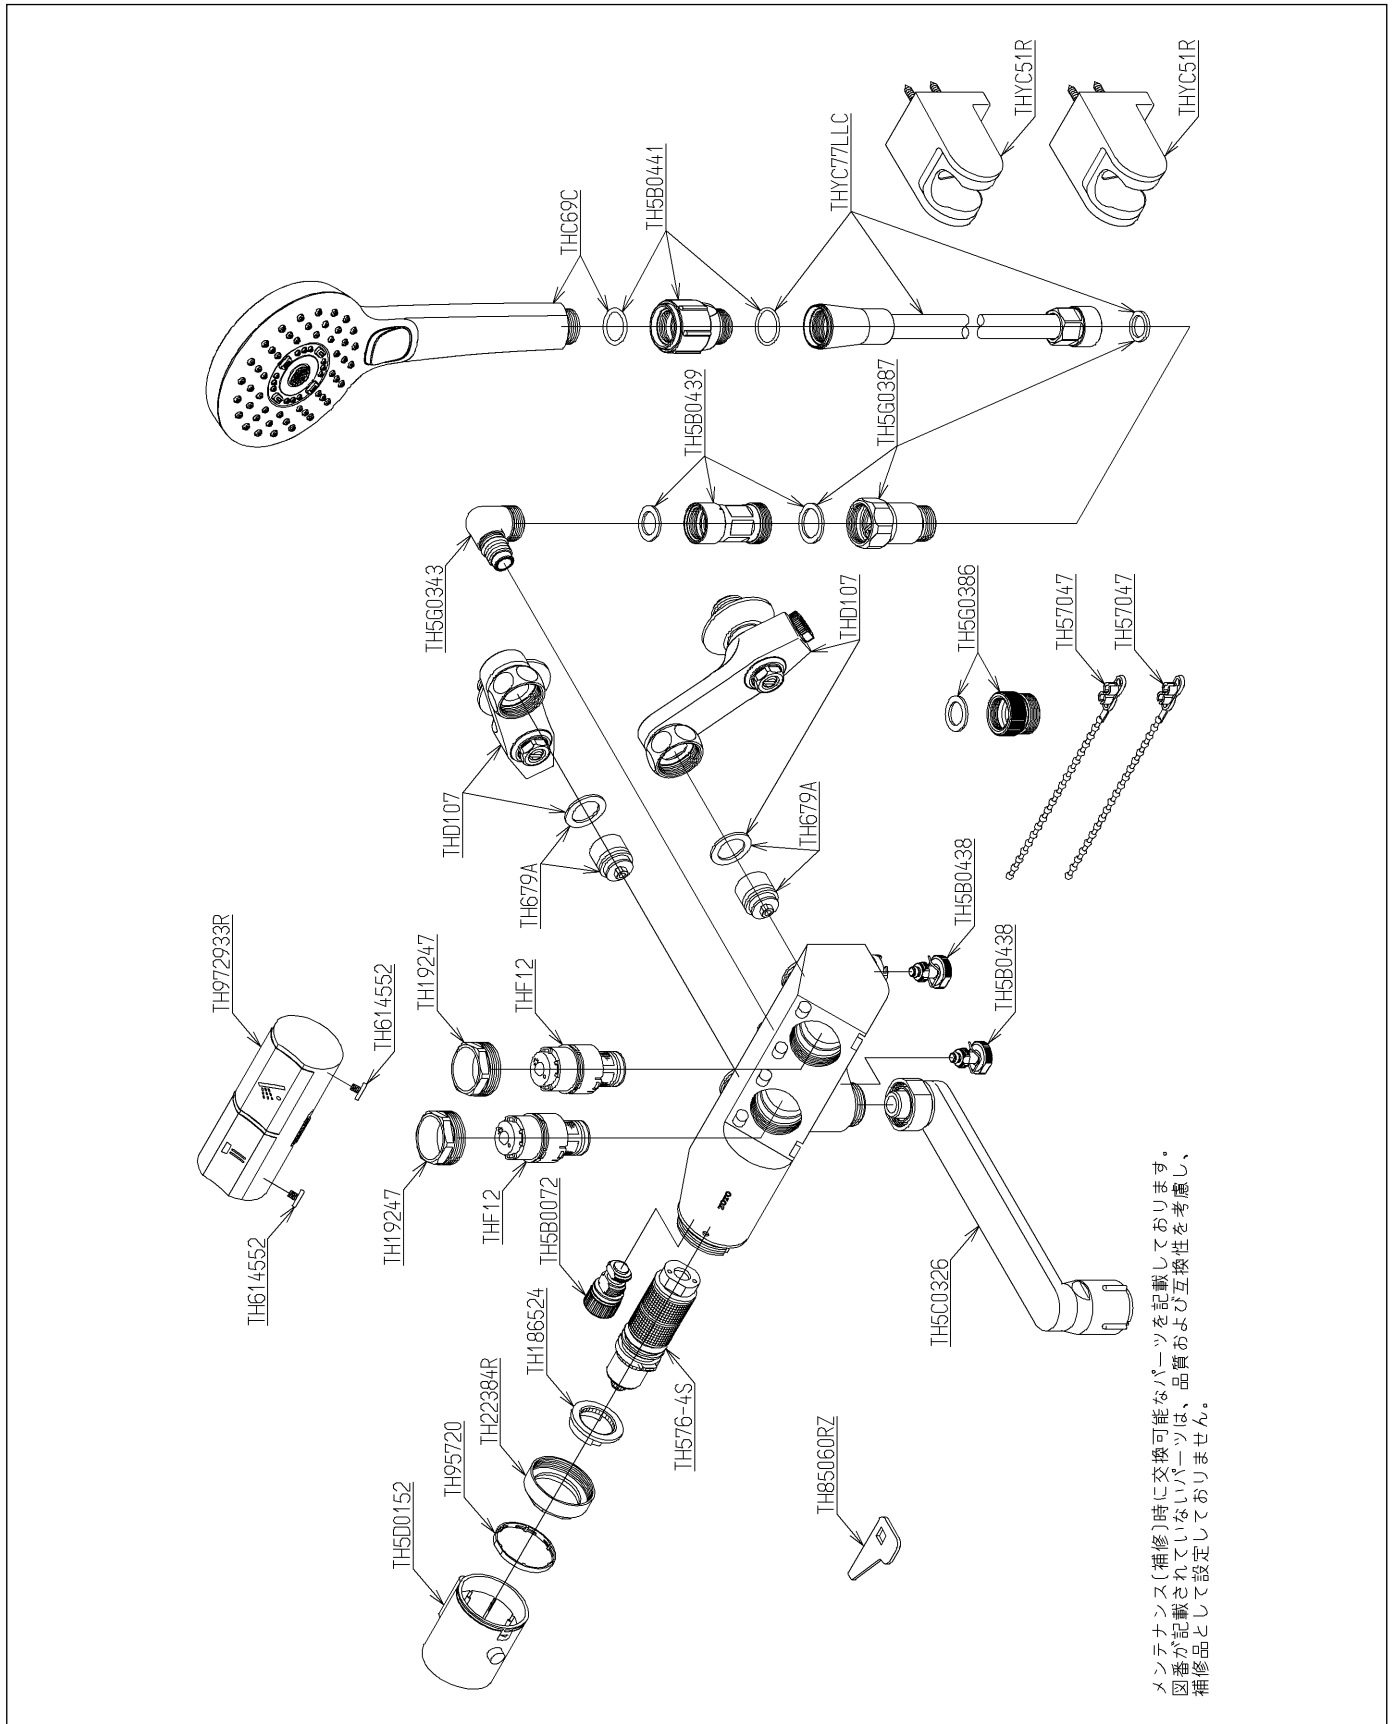 THC69C
TH5B0441
THYC77LLC
THYC51R
THYC51R
TH5B0439
TH5G0387
TH5G0343
THD107
THD107
TH5G0386
TH57047
TH57047
TH679A
TH679A
TH5B0438
TH5B0438
TH972933R
TH614552
TH614552
TH19247
TH19247
THF12
THF12
TH5B0072
TH186524
TH22384R
TH95720
TH5D0152
TH576-4S
TOTO
TH5C0326
TH85060RZ
メンテナンス(補修)時に交換可能なパーツを記載しております。
図番が記載されていないパーツは、品質および互換性を考慮し、
補修品として設定しておりません。